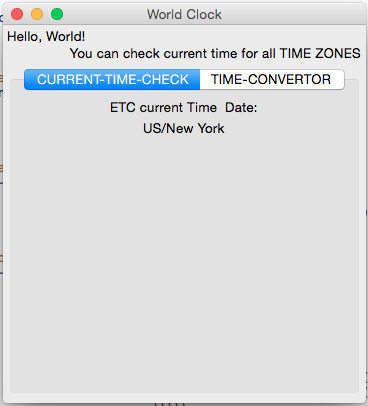 World Clock
Hello, World!
You can check current time for all TIME ZONES
CURRENT-TIME-CHECK TIME-CONVERTOR
ETC current Time  Date:
US/New York